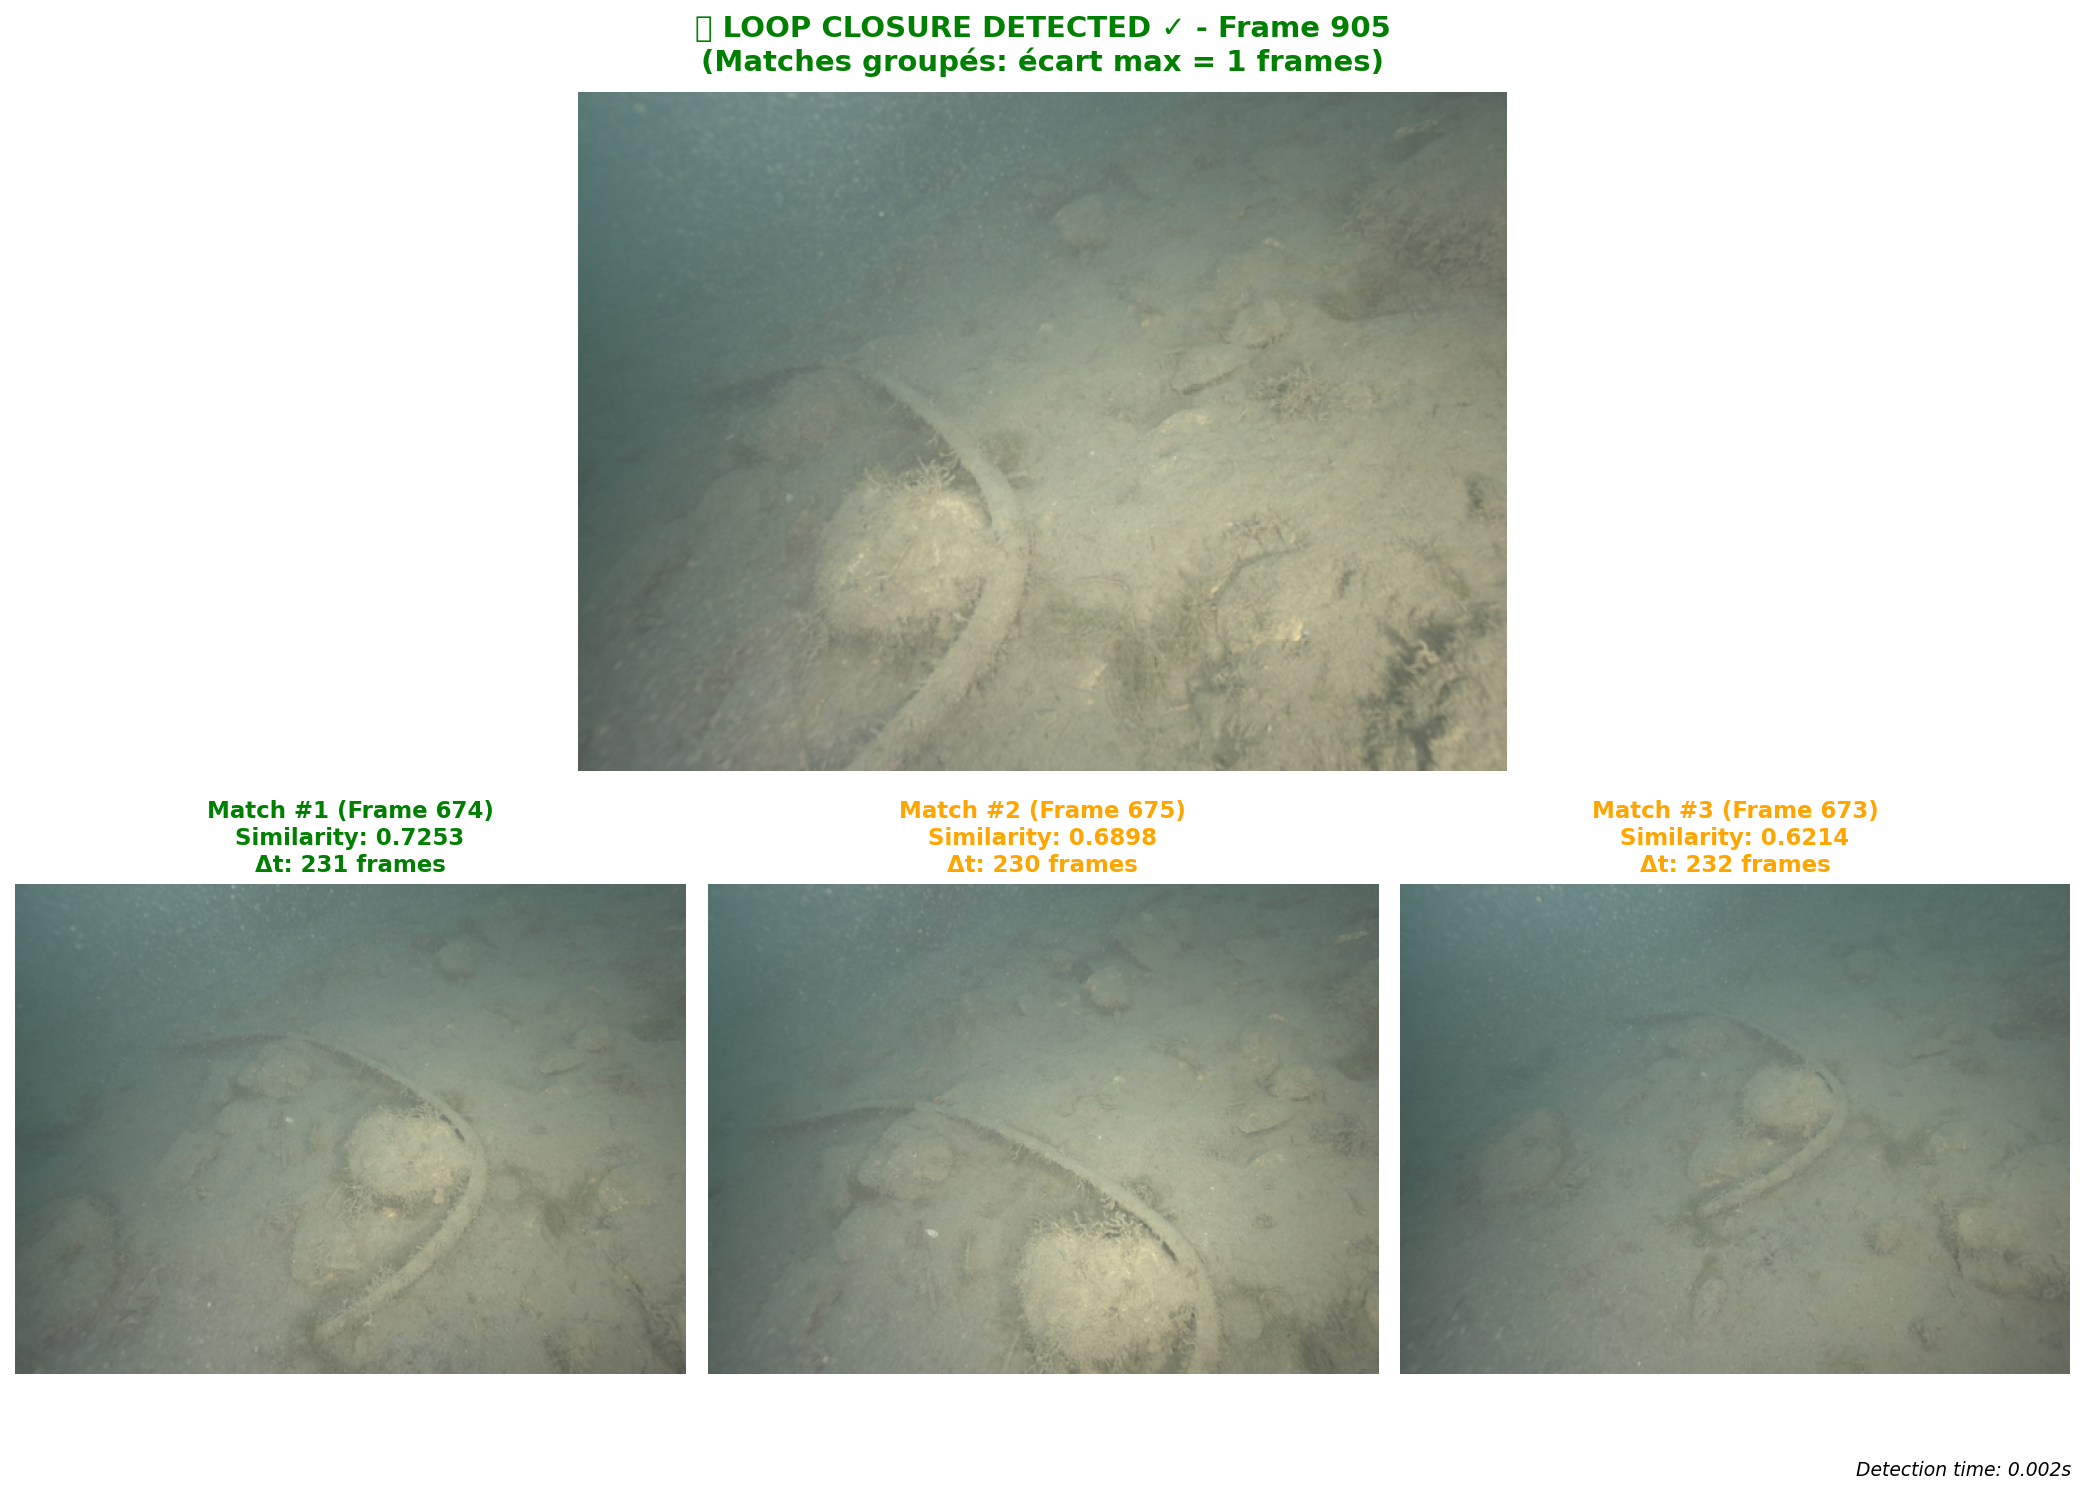 LOOP CLOSURE DETECTED ✓ - Frame 905
(Matches groupés: écart max = 1 frames)
Match #1 (Frame 674)
Similarity: 0.7253
Δt: 231 frames
Match #2 (Frame 675)
Similarity: 0.6898
Δt: 230 frames
Match #3 (Frame 673)
Similarity: 0.6214
Δt: 232 frames
Detection time: 0.002s